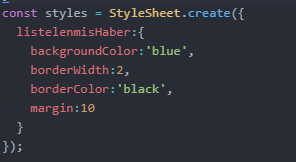 const styles = StyleSheet.create({
  listelenmisHaber:{
    backgroundColor:'blue',
    borderWidth:2,
    borderColor:'black',
    margin:10
  }
});